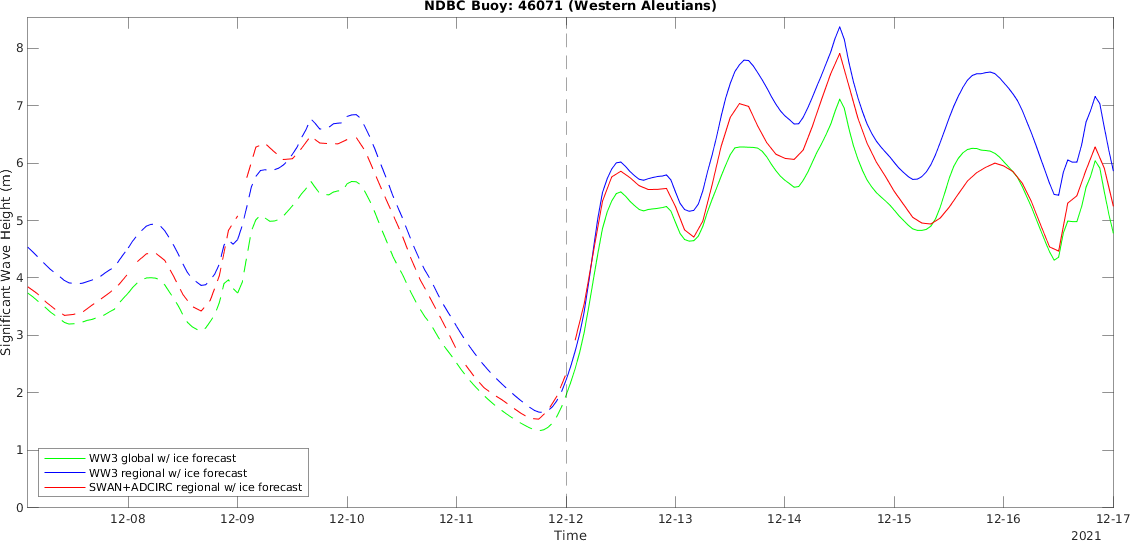 NDBC Buoy: 46071 (Western Aleutians)
Significant Wave Height (m)
8
7
6
5
4
3
2
1
0
WW3 global w/ ice forecast
WW3 regional w/ ice forecast
SWAN+ADCIRC regional w/ ice forecast
12-08 12-09 12-10 12-11 12-12 12-13 12-14 12-15 12-16 12-17
Time
2021